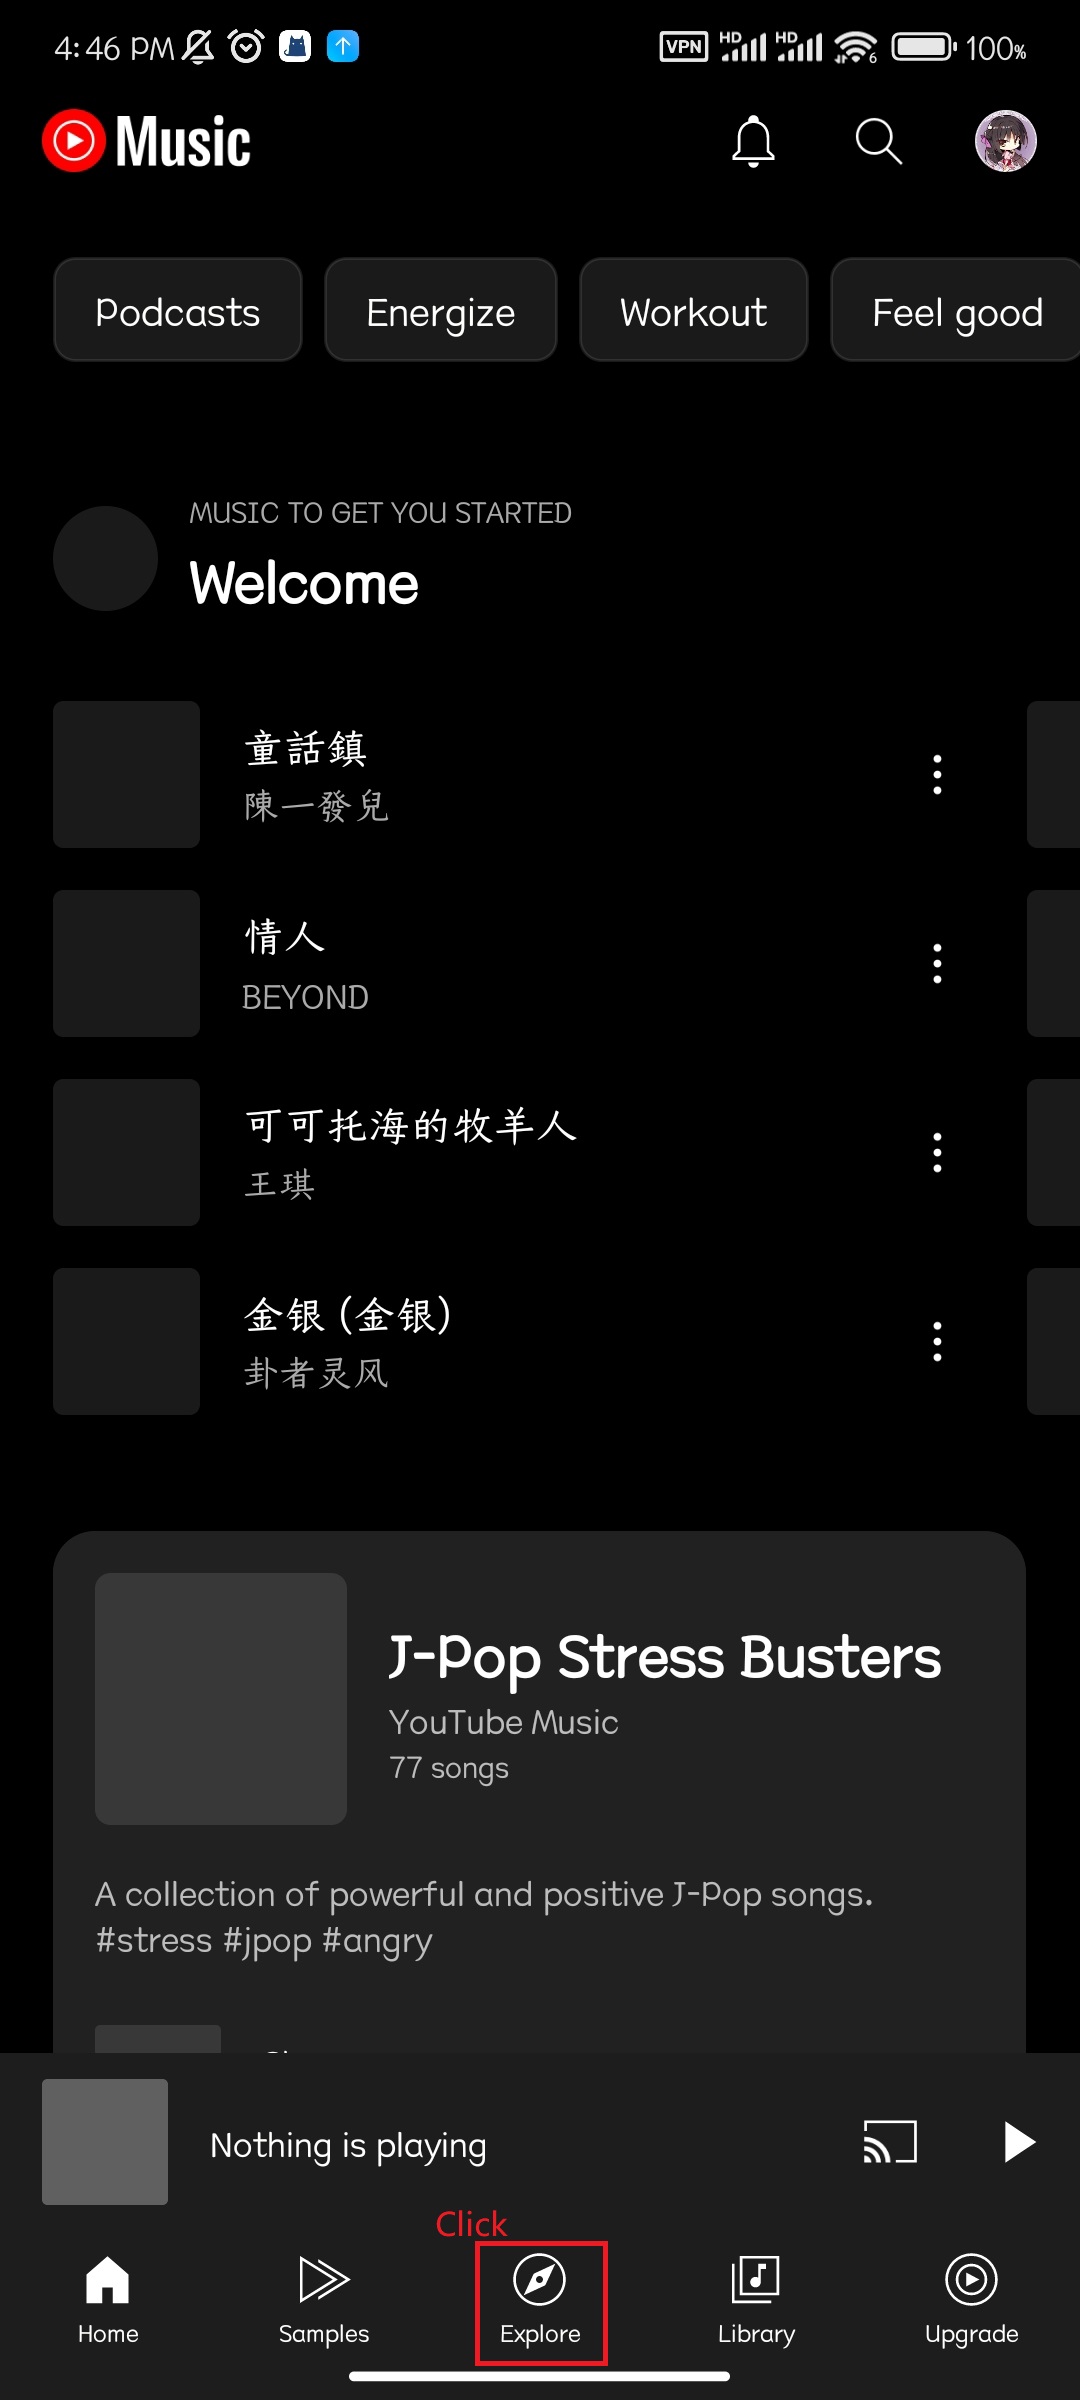 4:46 PM VPN HD HD 6 100%
Music
Podcasts Energize Workout Feel good
MUSIC TO GET YOU STARTED
Welcome
童話鎮
陳一發兒
情人
BEYOND
可可托海的牧羊人
王琪
金银 (金银)
卦者灵风
J-Pop Stress Busters
YouTube Music
77 songs
A collection of powerful and positive J-Pop songs.
#stress #jpop #angry
Nothing is playing
Click
Home Samples Explore Library Upgrade